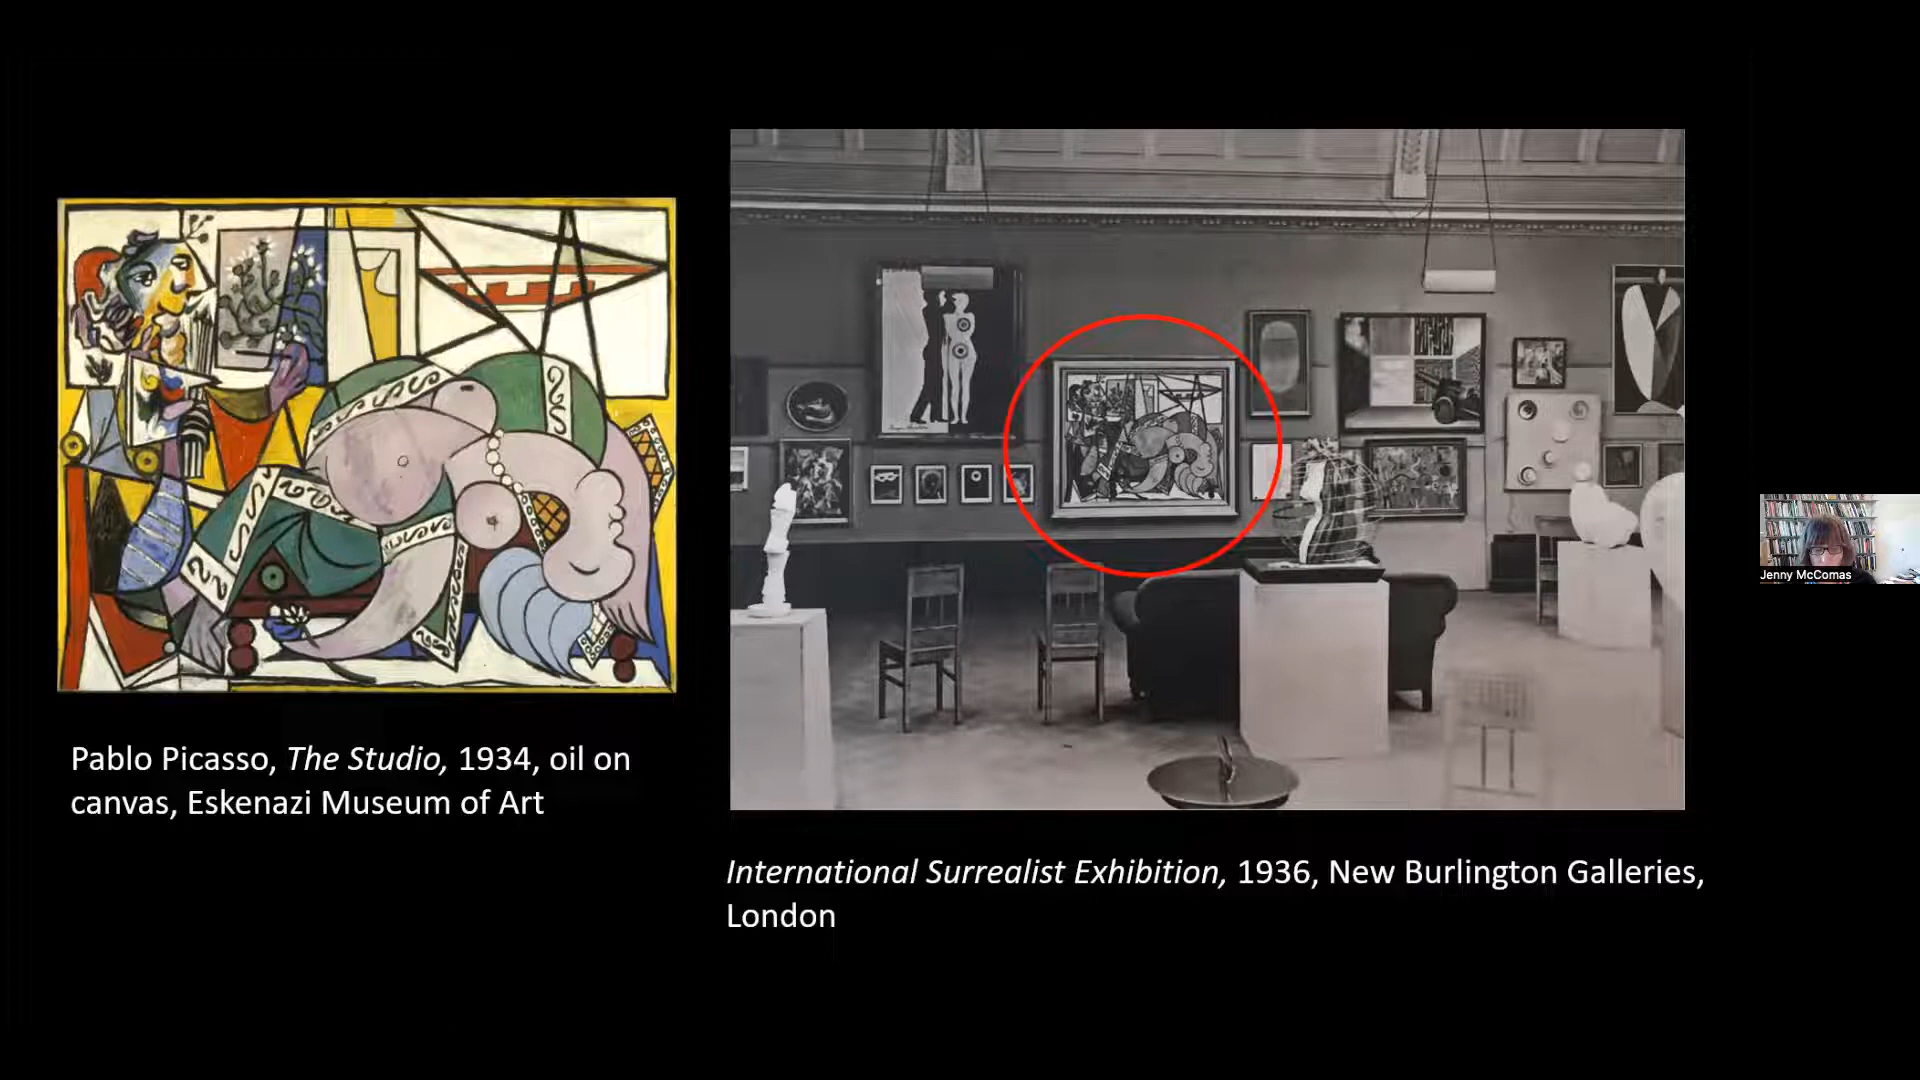 Pablo Picasso, The Studio, 1934, oil on
canvas, Eskenazi Museum of Art
International Surrealist Exhibition, 1936, New Burlington Galleries,
London
Jenny McComas